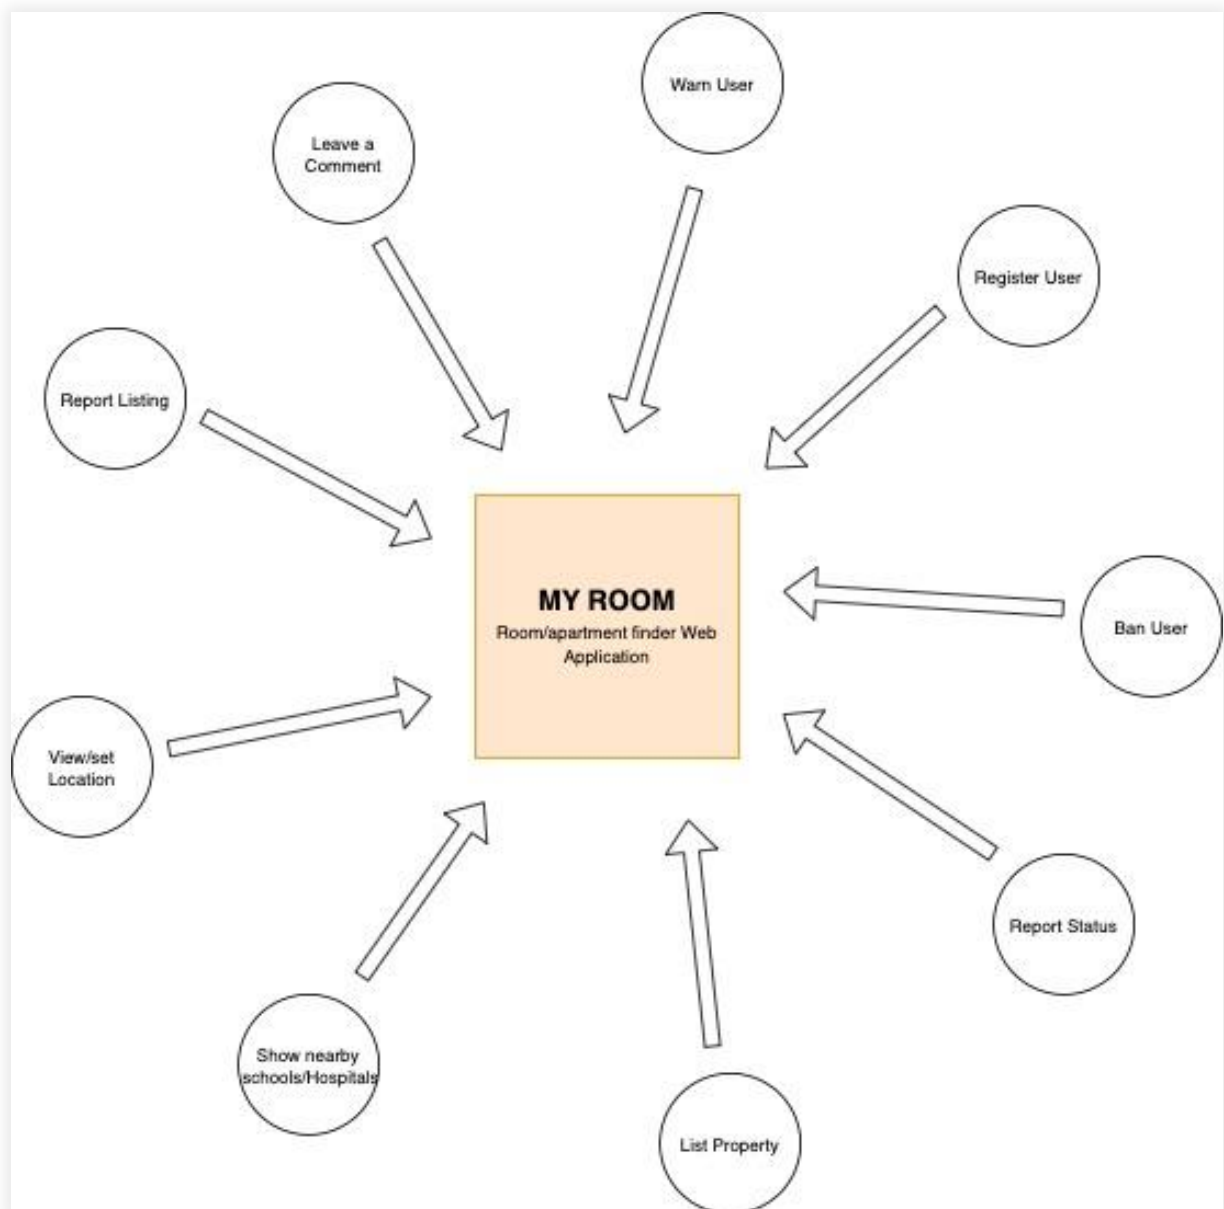 Warn User
Leave a
Comment
Register User
Report Listing
MY ROOM
Room/apartment finder Web
Application
Ban User
View/set
Location
Report Status
Show nearby
schools/Hospitals
List Property